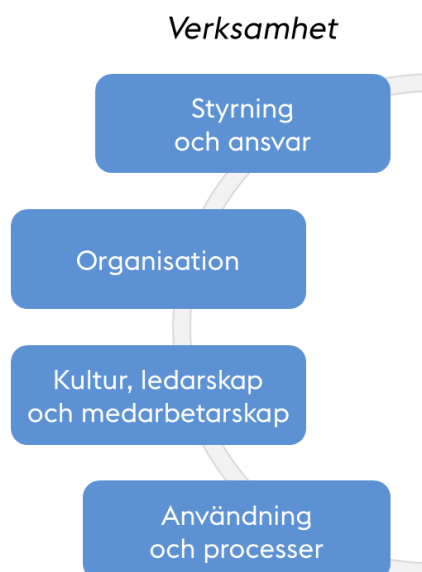 Verksamhet
Styrning
och ansvar
Organisation
Kultur, ledarskap
och medarbetarskap
Användning
och processer